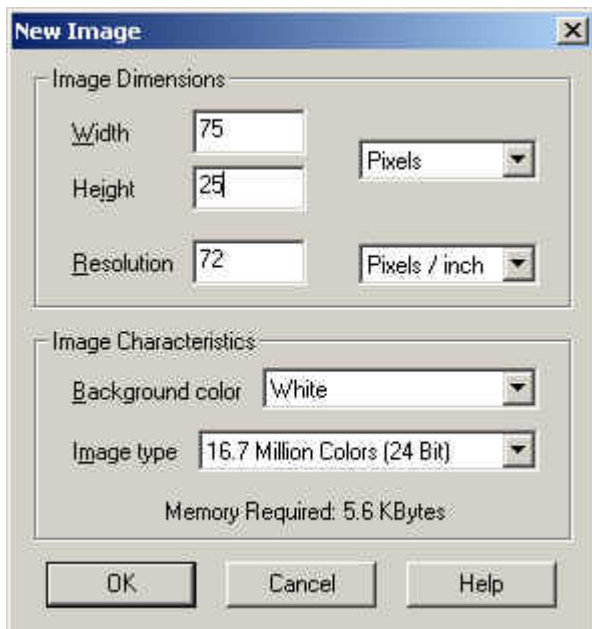 New Image
Image Dimensions
Width 75
Pixels
Height 25
Resolution 72 Pixels / inch
Image Characteristics
Background color White
Image type 16.7 Million Colors (24 Bit)
Memory Required: 5.6 KBytes
OK Cancel Help